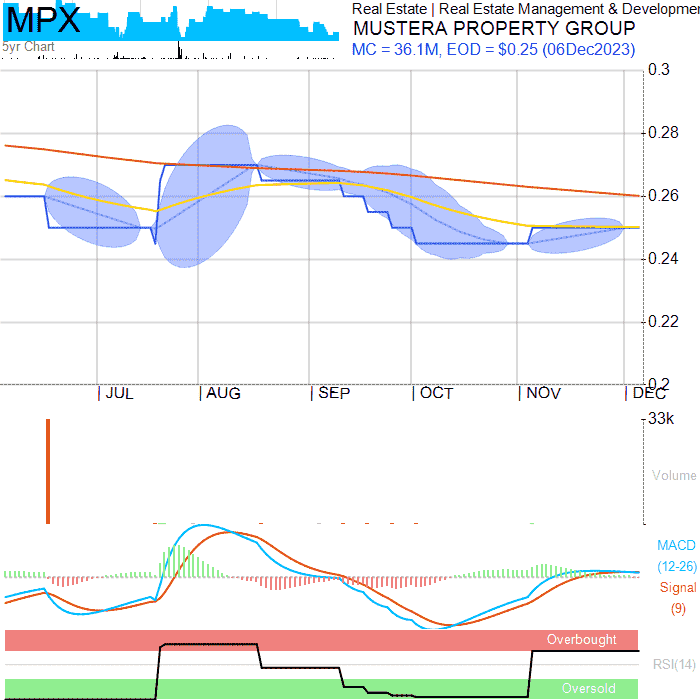 MPX
5yr Chart
Real Estate | Real Estate Management & Developmen
MUSTERA PROPERTY GROUP
MC = 36.1M, EOD = $0.25 (06Dec2023)
0.3
0.28
0.26
0.24
0.22
0.2
JUL AUG SEP OCT NOV DEC
33k
Volume
MACD
(12-26)
Signal
(9)
Overbought
RSI(14)
Oversold